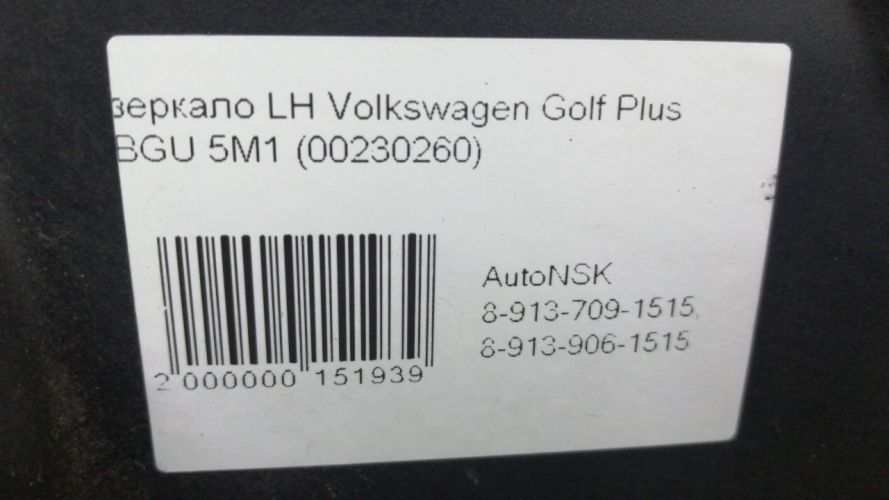 зеркало LH Volkswagen Golf Plus
BGU 5M1 (00230260)
AutoNSK
8-913-709-1515,
8-913-906-1515
2 000000 151939